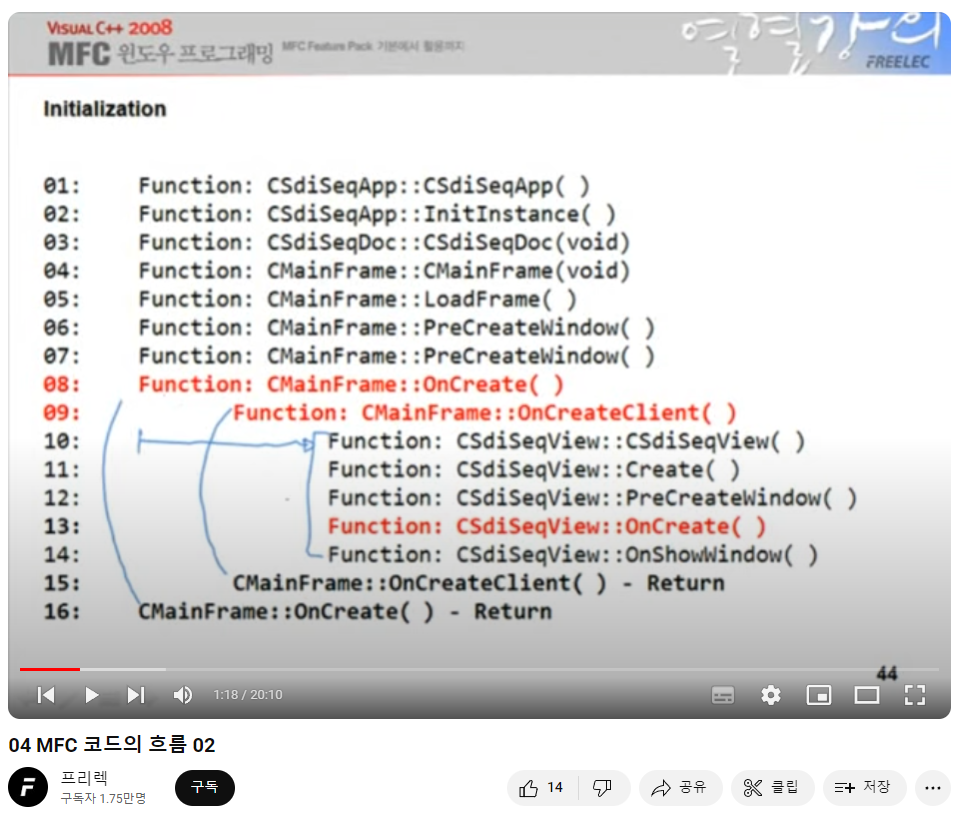 VISUAL C++ 2008
MFC 윈도우 프로그래밍 MFC Feature Pack 기본에서 활용까지
열혈강의
FREELEC
Initialization
01: Function: CSdiSeqApp::CSdiSeqApp( )
02: Function: CSdiSeqApp::InitInstance( )
03: Function: CSdiSeqDoc::CSdiSeqDoc(void)
04: Function: CMainFrame::CMainFrame(void)
05: Function: CMainFrame::LoadFrame( )
06: Function: CMainFrame::PreCreateWindow( )
07: Function: CMainFrame::PreCreateWindow( )
08: Function: CMainFrame::OnCreate( )
09: Function: CMainFrame::OnCreateClient( )
10: Function: CSdiSeqView::CSdiSeqView( )
11: Function: CSdiSeqView::Create( )
12: Function: CSdiSeqView::PreCreateWindow( )
13: Function: CSdiSeqView::OnCreate( )
14: Function: CSdiSeqView::OnShowWindow( )
15: CMainFrame::OnCreateClient( ) - Return
16: CMainFrame::OnCreate( ) - Return
44
1:18 / 20:10
04 MFC 코드의 흐름 02
프리렉
구독자 1.75만명
구독
14
공유
클립
저장